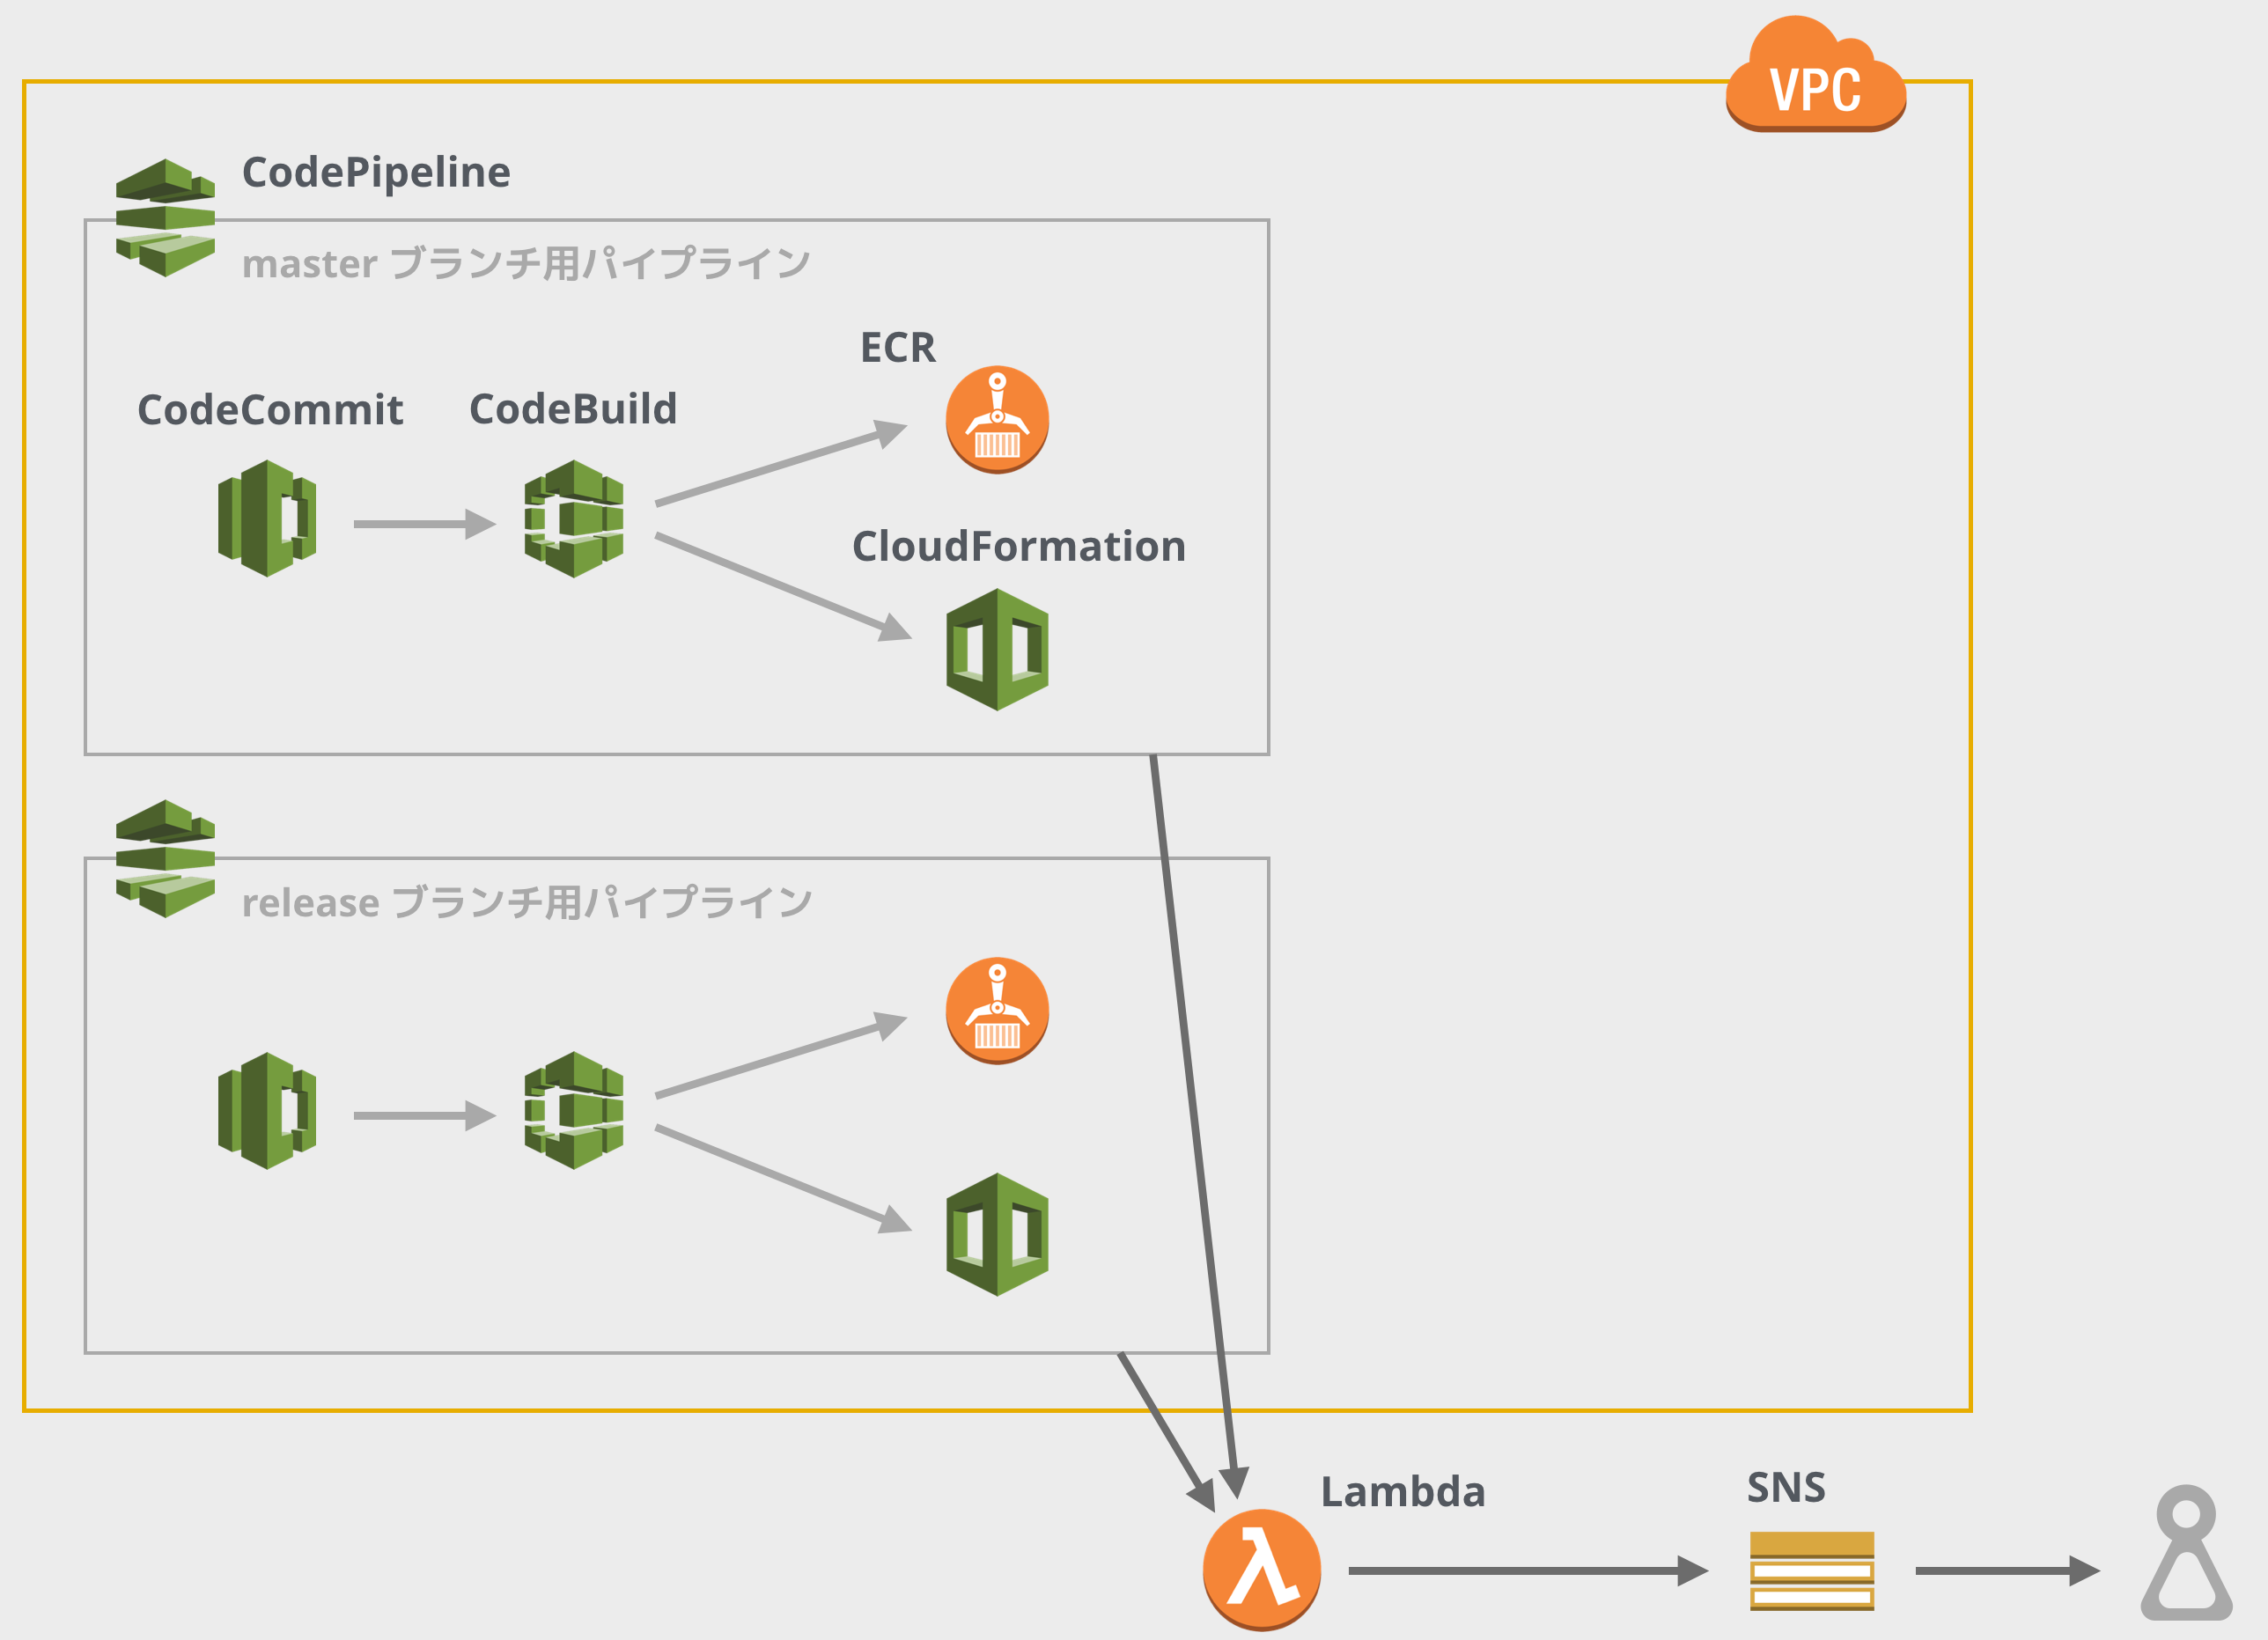 VPC
CodePipeline
master ブランチ用パイプライン
ECR
CodeCommit
CodeBuild
CloudFormation
release ブランチ用パイプライン
Lambda
SNS